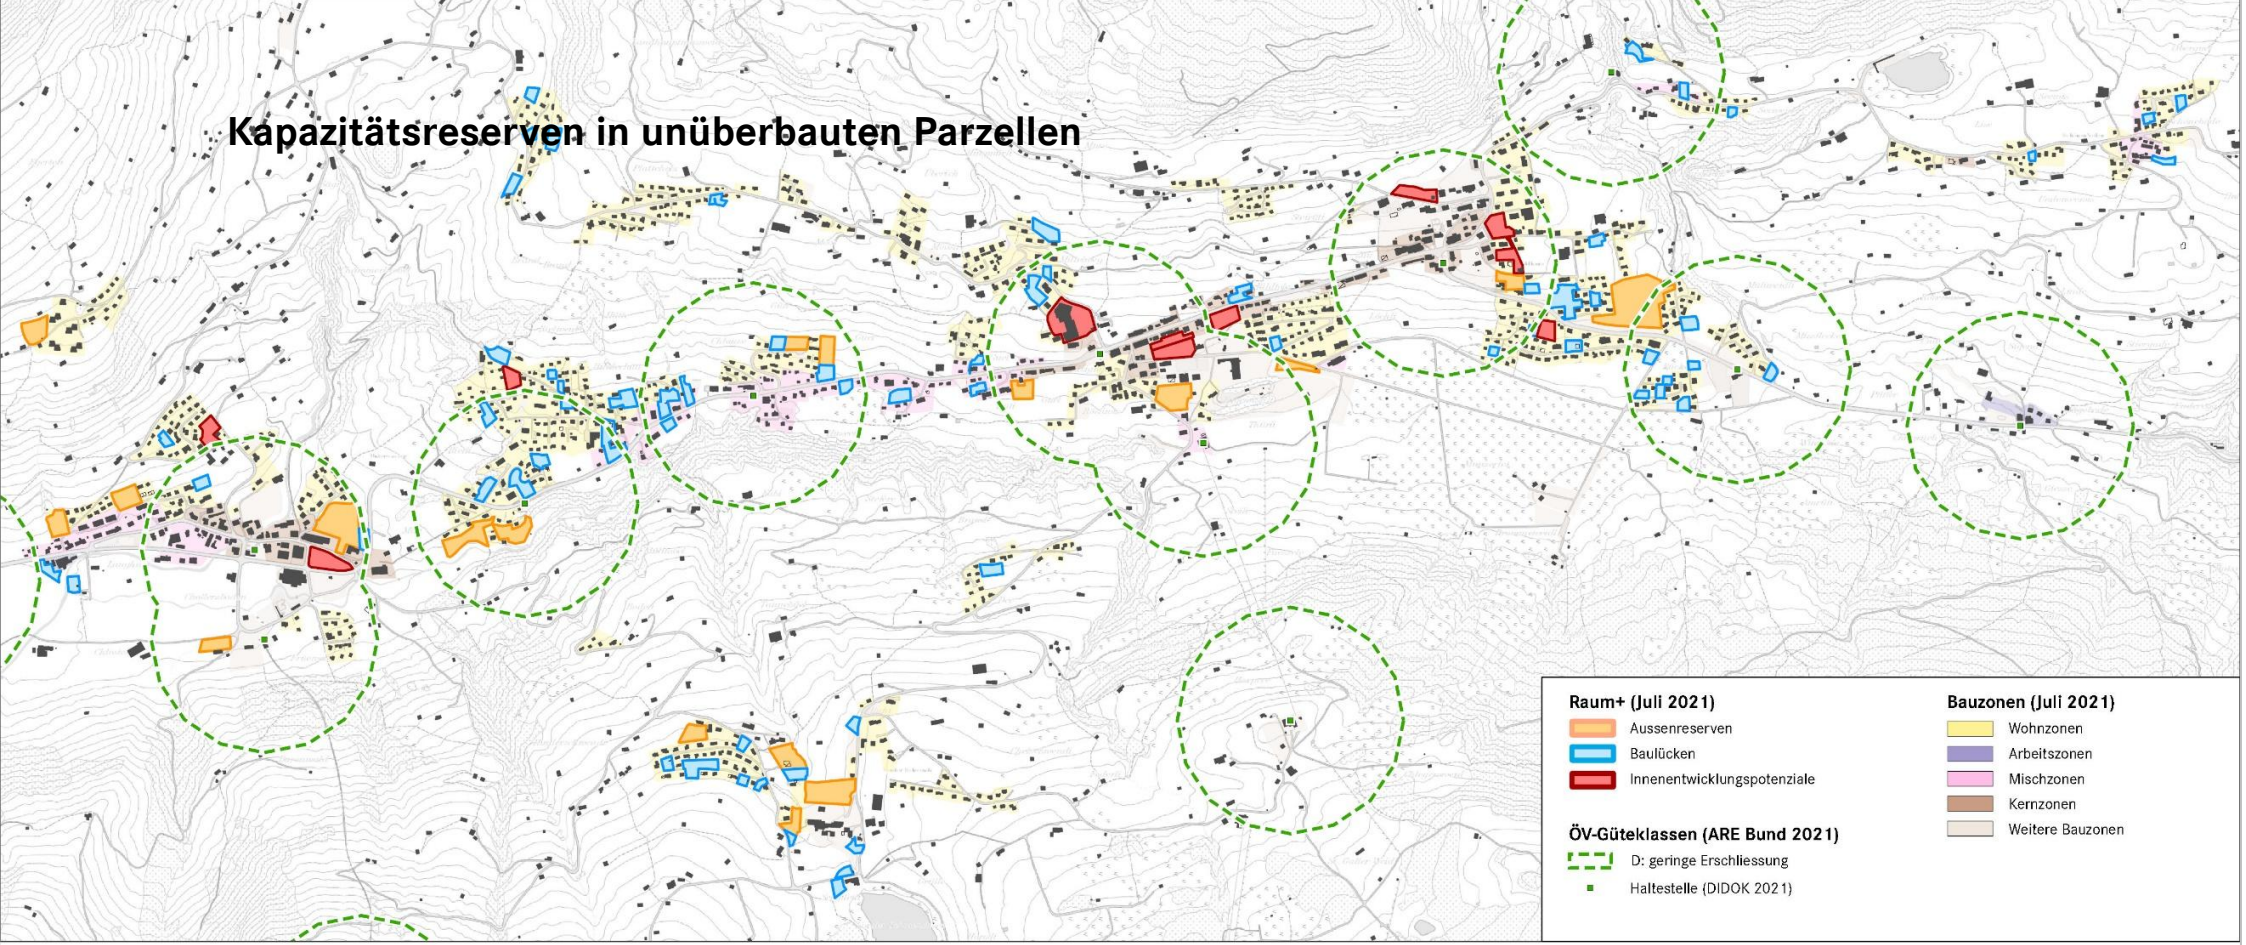 Kapazitätsreserven in unüberbauten Parzellen
Raum+ (Juli 2021)
Aussenreserven
Baulücken
Innenentwicklungspotenziale
ÖV-Güteklassen (ARE Bund 2021)
D: geringe Erschliessung
Haltestelle (DIDOK 2021)
Bauzonen (Juli 2021)
Wohnzonen
Arbeitszonen
Mischzonen
Kernzonen
Weitere Bauzonen